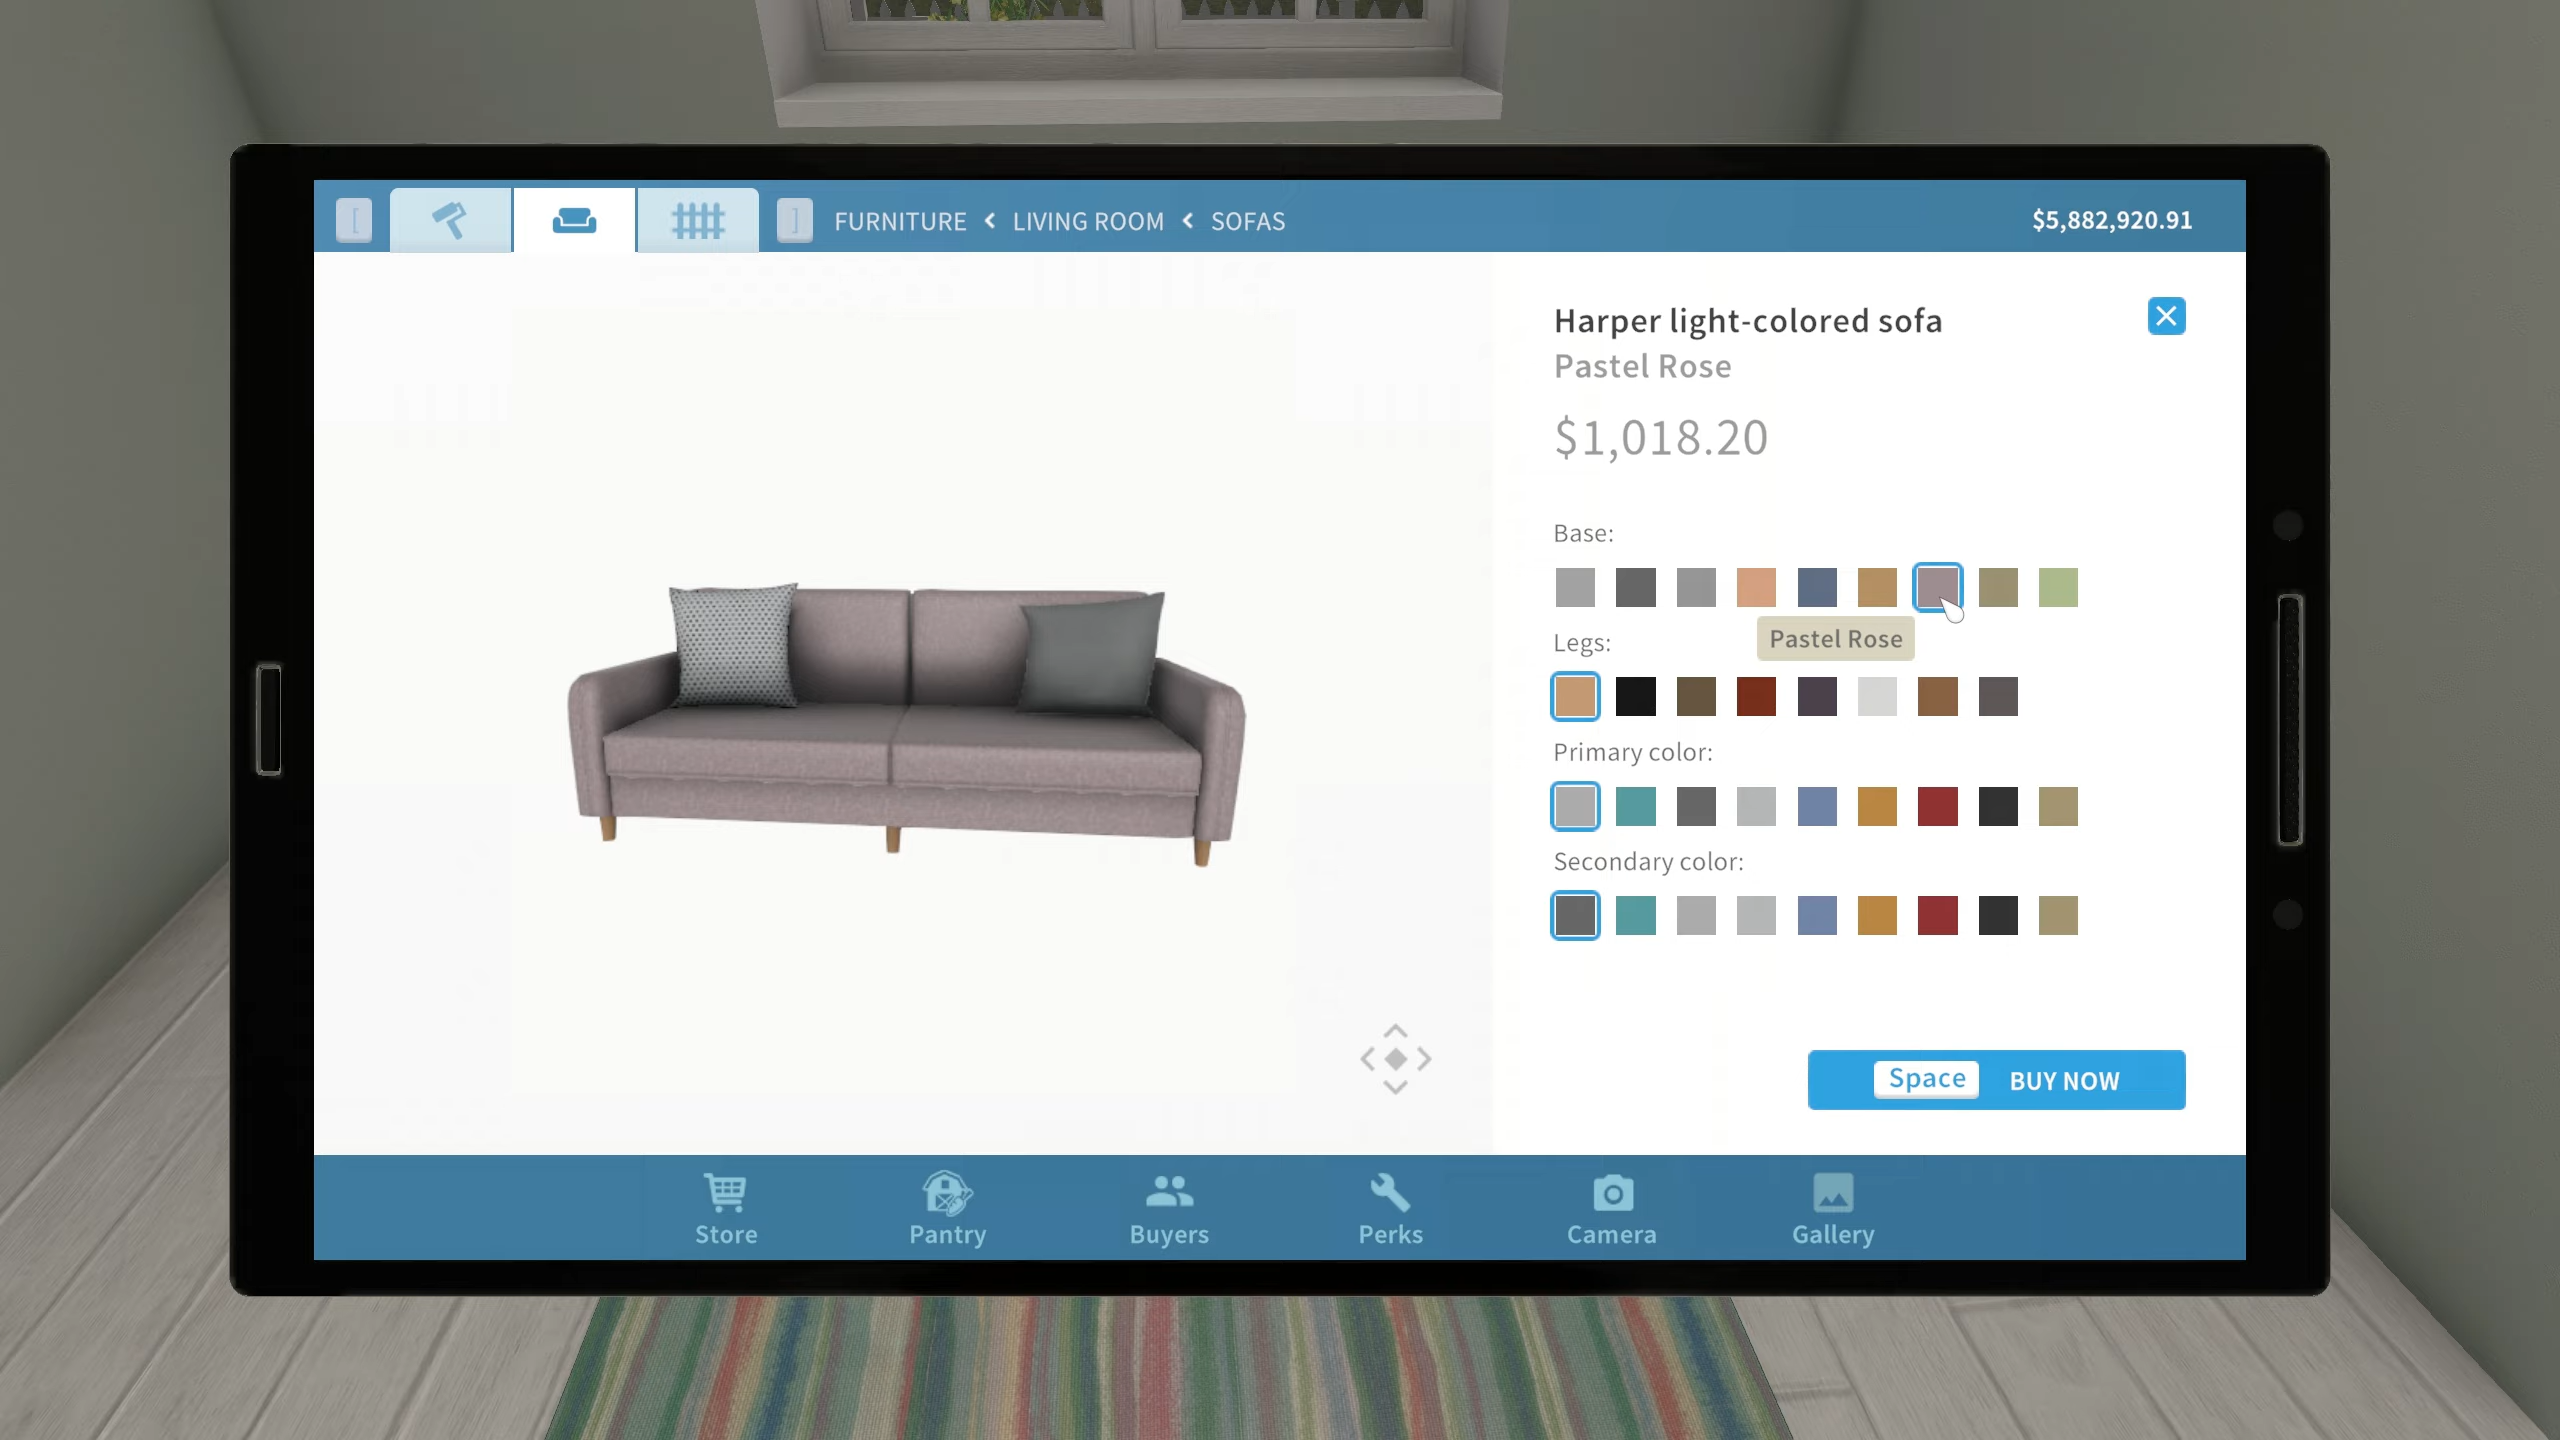 [
]
FURNITURE < LIVING ROOM < SOFAS
$5,882,920.91
Harper light-colored sofa
Pastel Rose
$1,018.20
Base:
Pastel Rose
Legs:
Primary color:
Secondary color:
Space BUY NOW
Store
Pantry
Buyers
Perks
Camera
Gallery